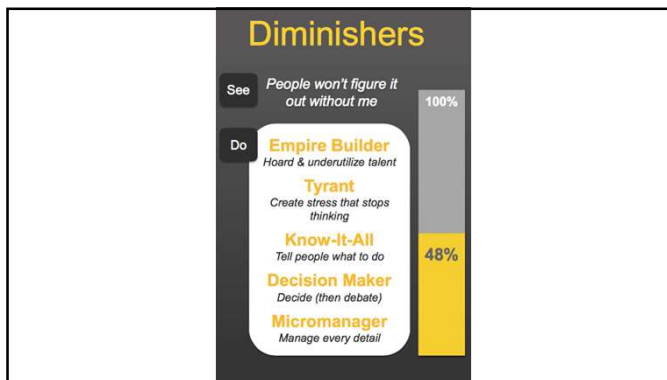 Diminishers
See
People won't figure it
out without me
100%
Do
Empire Builder
Hoard & underutilize talent
Tyrant
Create stress that stops
thinking
Know-It-All
Tell people what to do
48%
Decision Maker
Decide (then debate)
Micromanager
Manage every detail